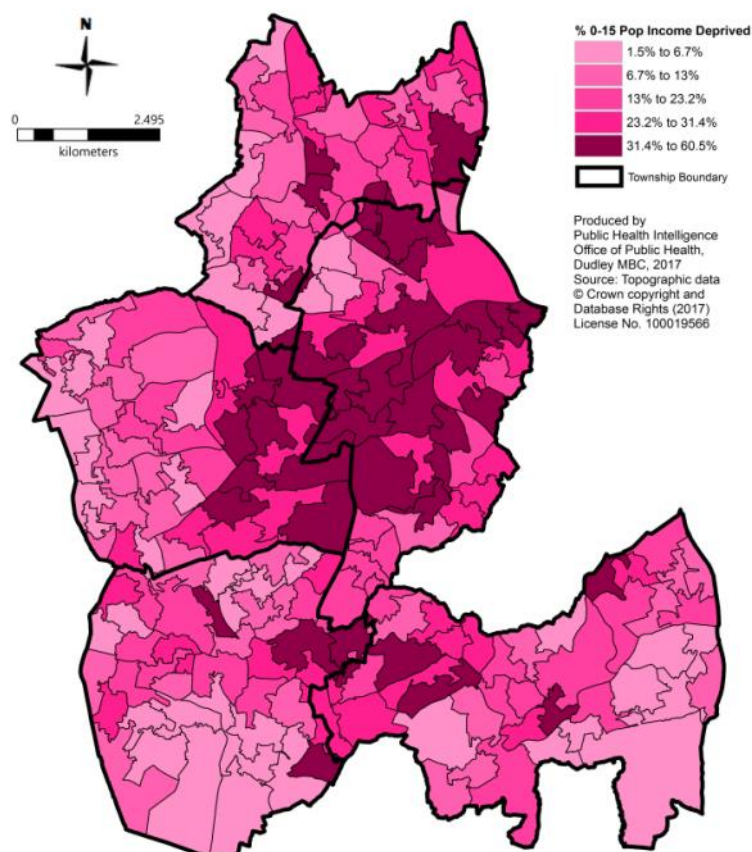 N
0 2.495
kilometers
% 0-15 Pop Income Deprived
1.5% to 6.7%
6.7% to 13%
13% to 23.2%
23.2% to 31.4%
31.4% to 60.5%
Township Boundary
Produced by
Public Health Intelligence
Office of Public Health,
Dudley MBC, 2017
Source: Topographic data
© Crown copyright and
Database Rights (2017)
License No. 100019566